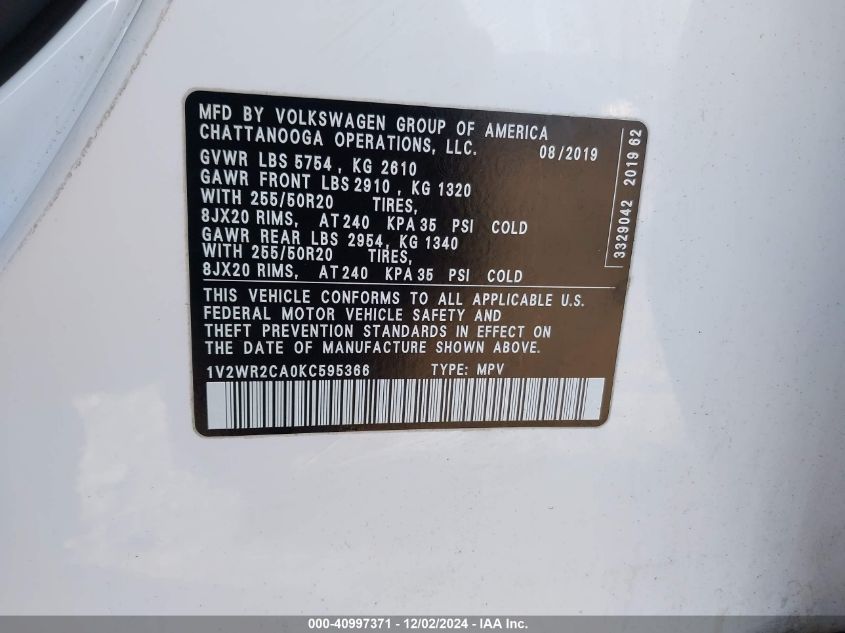 MFD BY VOLKSWAGEN GROUP OF AMERICA
CHATTANOOGA OPERATIONS, LLC.
08/2019
GVWR LBS 5754 , KG 2610
GAWR FRONT LBS 2910 , KG 1320
WITH 255/50R20 TIRES,
8JX20 RIMS, AT 240 KPA 35 PSI COLD
GAWR REAR LBS 2954, KG 1340
WITH 255/50R20 TIRES,
8JX20 RIMS, AT 240 KPA 35 PSI COLD
3329042 2019 62
THIS VEHICLE CONFORMS TO ALL APPLICABLE U.S.
FEDERAL MOTOR VEHICLE SAFETY AND
THEFT PREVENTION STANDARDS IN EFFECT ON
THE DATE OF MANUFACTURE SHOWN ABOVE.
1V2WR2CA0KC595366 TYPE: MPV
000-40997371 - 12/02/2024 - IAA Inc.